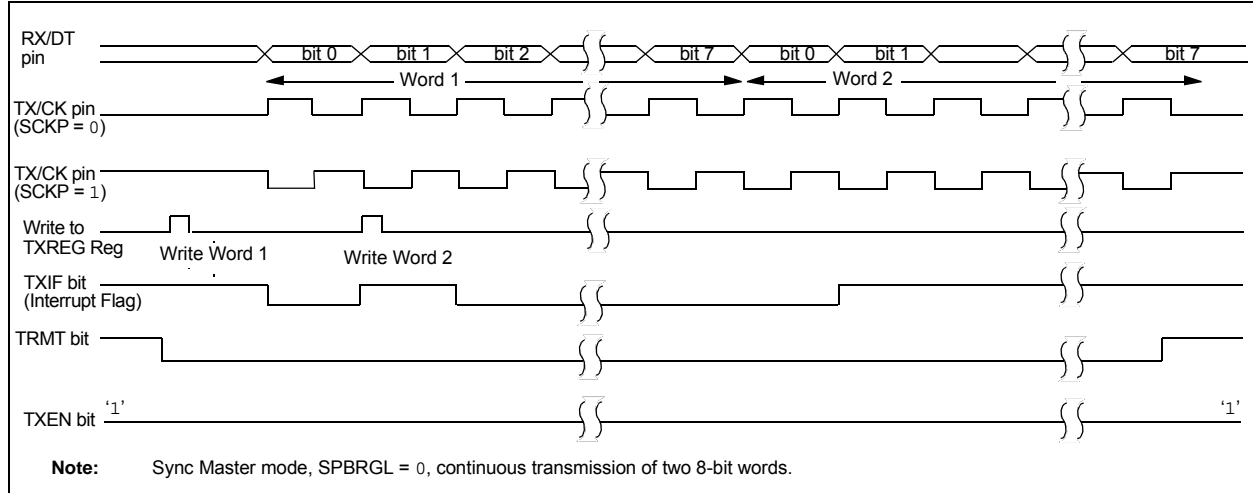 RX/DT
pin
bit 0 bit 1 bit 2 bit 7 bit 0 bit 1 bit 7
Word 1 Word 2
TX/CK pin
(SCKP = 0)
TX/CK pin
(SCKP = 1)
Write to
TXREG Reg
Write Word 1 Write Word 2
TXIF bit
(Interrupt Flag)
TRMT bit
TXEN bit '1' '1'
Note: Sync Master mode, SPBRGL = 0, continuous transmission of two 8-bit words.